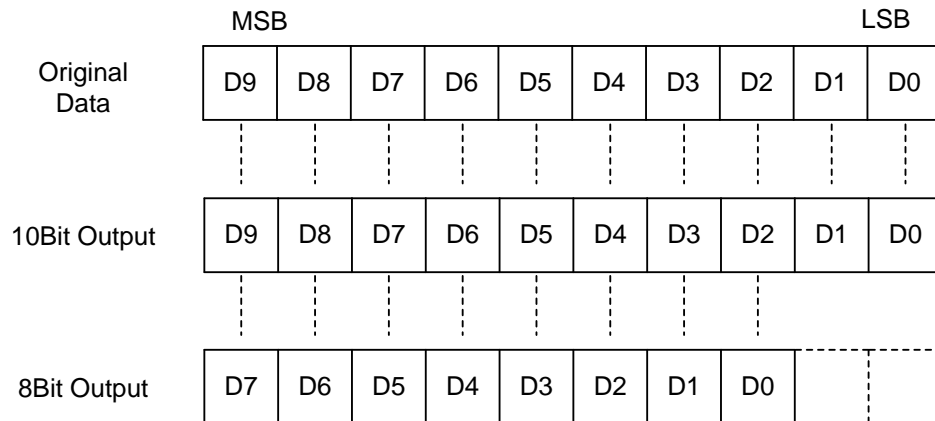 MSB LSB
Original
Data
D9 D8 D7 D6 D5 D4 D3 D2 D1 D0
10Bit Output
D9 D8 D7 D6 D5 D4 D3 D2 D1 D0
8Bit Output
D7 D6 D5 D4 D3 D2 D1 D0